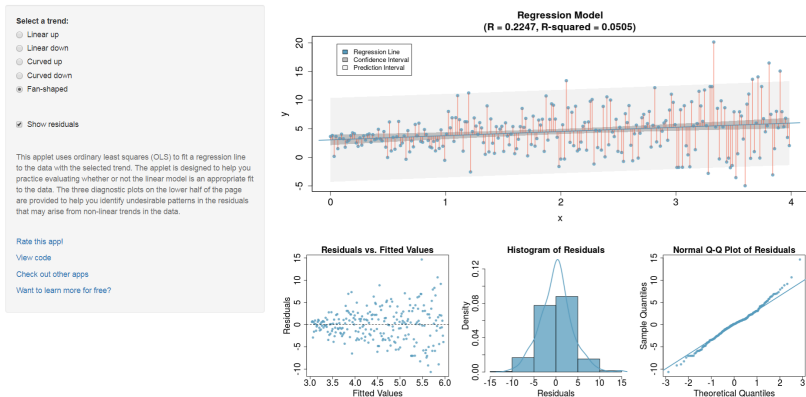 Select a trend:
Linear up
Linear down
Curved up
Curved down
Fan-shaped
Show residuals
This applet uses ordinary least squares (OLS) to fit a regression line
to the data with the selected trend. The applet is designed to help you
practice evaluating whether or not the linear model is an appropriate fit
to the data. The three diagnostic plots on the lower half of the page
are provided to help you identify undesirable patterns in the residuals
that may arise from non-linear trends in the data.
Rate this app!
View code
Check out other apps
Want to learn more for free?
Regression Model
(R = 0.2247, R-squared = 0.0505)
Regression Line
Confidence Interval
Prediction Interval
y
20
15
10
5
0
-5
0 1 2 3 4
x
Residuals vs. Fitted Values
Residuals
15
10
5
0
-5
-10
3.0 3.5 4.0 4.5 5.0 5.5 6.0
Fitted Values
Histogram of Residuals
Density
0.12
0.08
0.04
0.00
-15 -10 -5 0 5 10 15
Residuals
Normal Q-Q Plot of Residuals
Sample Quantiles
15
10
5
0
-5
-10
-3 -2 -1 0 1 2 3
Theoretical Quantiles